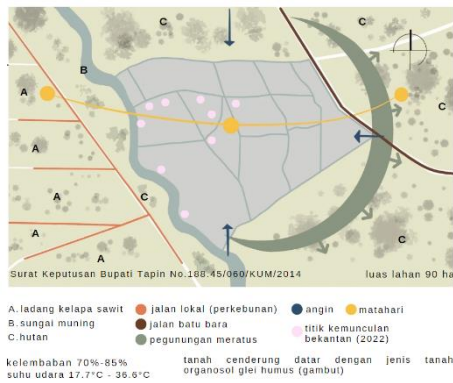 C
C
B
A
A
C
A
A
C
C
A
Surat Keputusan Bupati Tapin No.188.45/060/KUM/2014
luas lahan 90 ha
A.ladang kelapa sawit
jalan lokal (perkebunan)
angin
matahari
B.sungai muning
jalan batu bara
titik kemunculan
bekantan (2022)
C.hutan
pegunungan meratus
kelembaban 70%-85%
suhu udara 17.7°C - 36.6°C
tanah cenderung datar dengan jenis tanah
organosol glei humus (gambut)